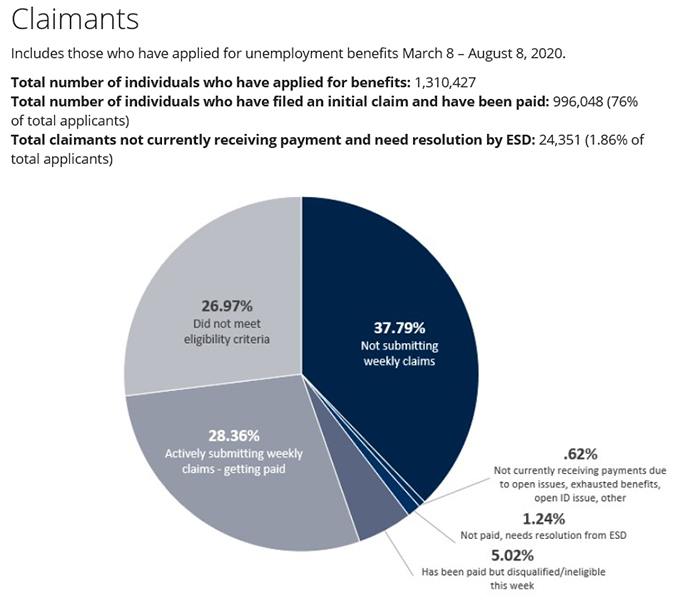 Claimants
Includes those who have applied for unemployment benefits March 8 – August 8, 2020.
Total number of individuals who have applied for benefits: 1,310,427
Total number of individuals who have filed an initial claim and have been paid: 996,048 (76%
of total applicants)
Total claimants not currently receiving payment and need resolution by ESD: 24,351 (1.86% of
total applicants)
26.97%
Did not meet
eligibility criteria
37.79%
Not submitting
weekly claims
28.36%
Actively submitting weekly
claims - getting paid
.62%
Not currently receiving payments due
to open issues, exhausted benefits,
open ID issue, other
1.24%
Not paid, needs resolution from ESD
5.02%
Has been paid but disqualified/ineligible
this week